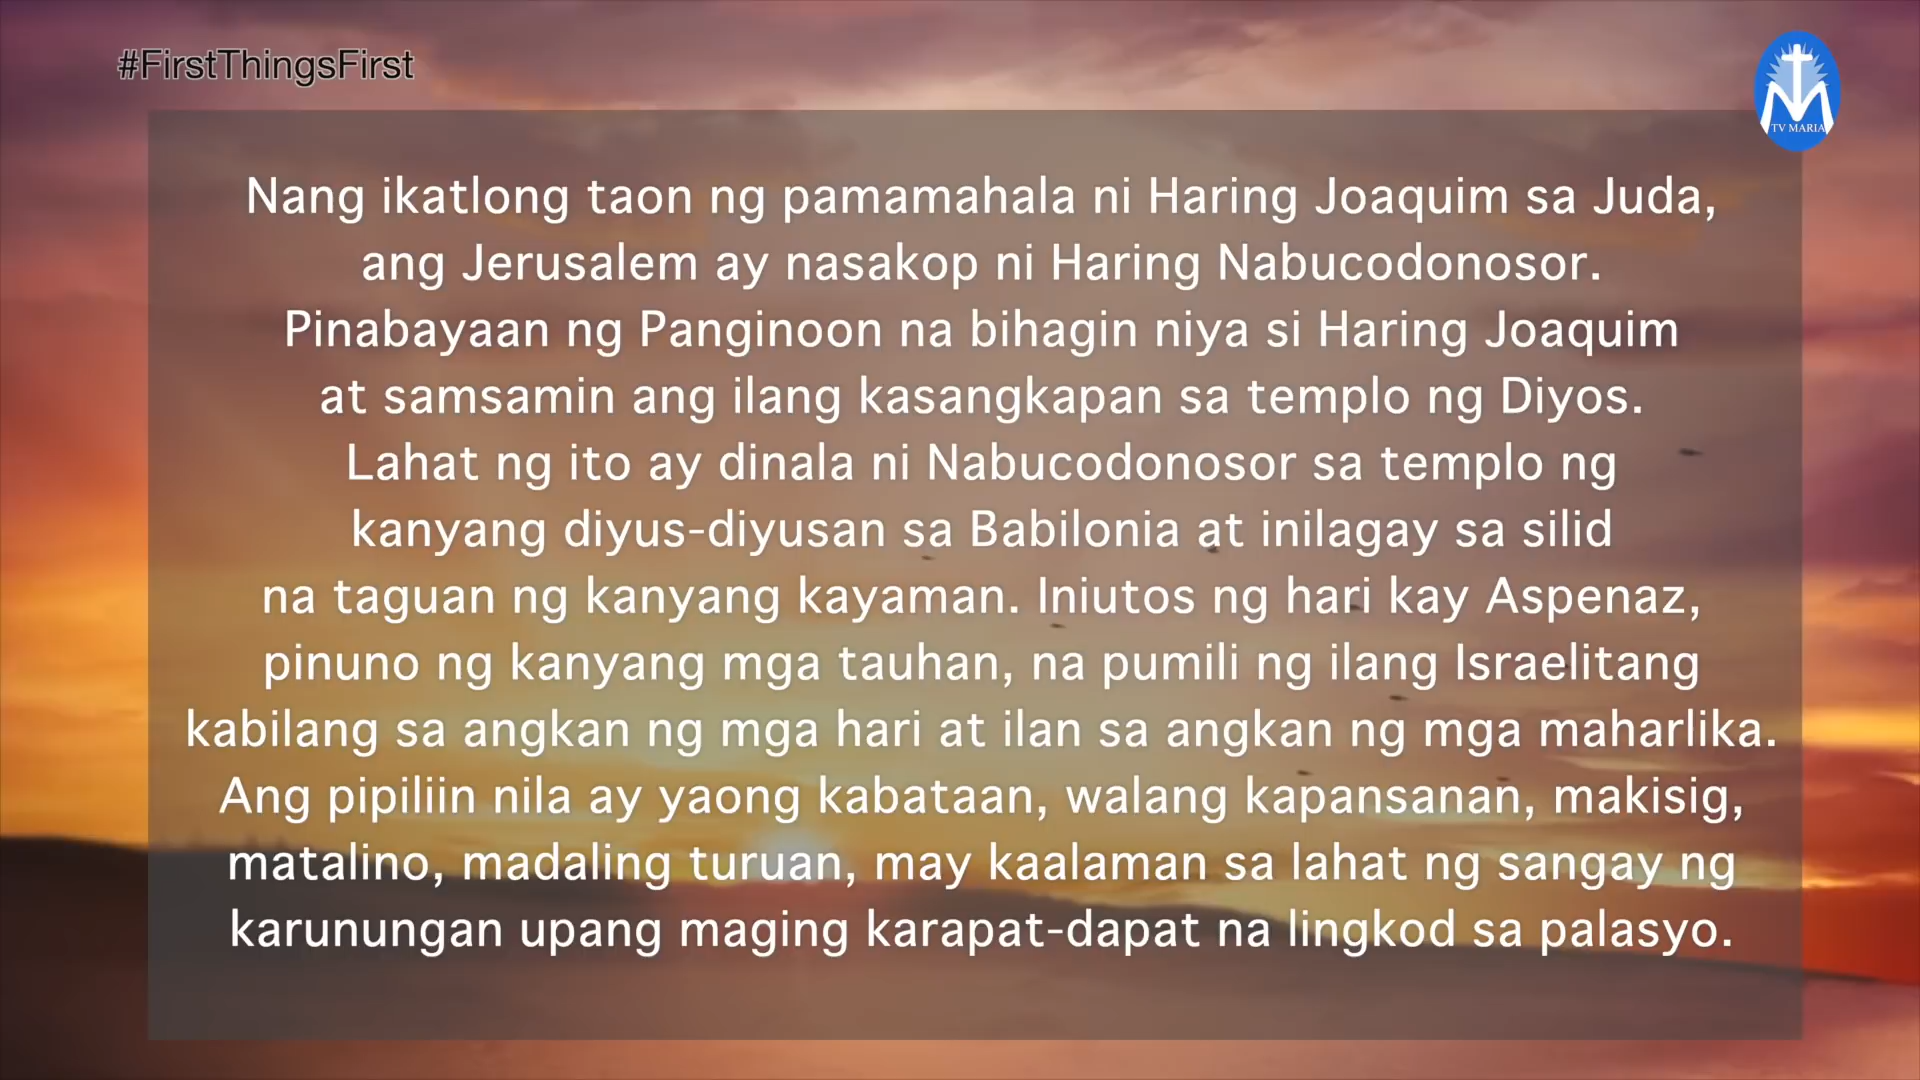 #FirstThingsFirst
TV MARIA
Nang ikatlong taon ng pamamahala ni Haring Joaquim sa Juda,
ang Jerusalem ay nasakop ni Haring Nabucodonosor.
Pinabayaan ng Panginoon na bihagin niya si Haring Joaquim
at samsamin ang ilang kasangkapan sa templo ng Diyos.
Lahat ng ito ay dinala ni Nabucodonosor sa templo ng
kanyang diyus-diyusan sa Babilonia at inilagay sa silid
na taguan ng kanyang kayaman. Iniutos ng hari kay Aspenaz,
pinuno ng kanyang mga tauhan, na pumili ng ilang Israelitang
kabilang sa angkan ng mga hari at ilan sa angkan ng mga maharlika.
Ang pipiliin nila ay yaong kabataan, walang kapansanan, makisig,
matalino, madaling turuan, may kaalaman sa lahat ng sangay ng
karunungan upang maging karapat-dapat na lingkod sa palasyo.